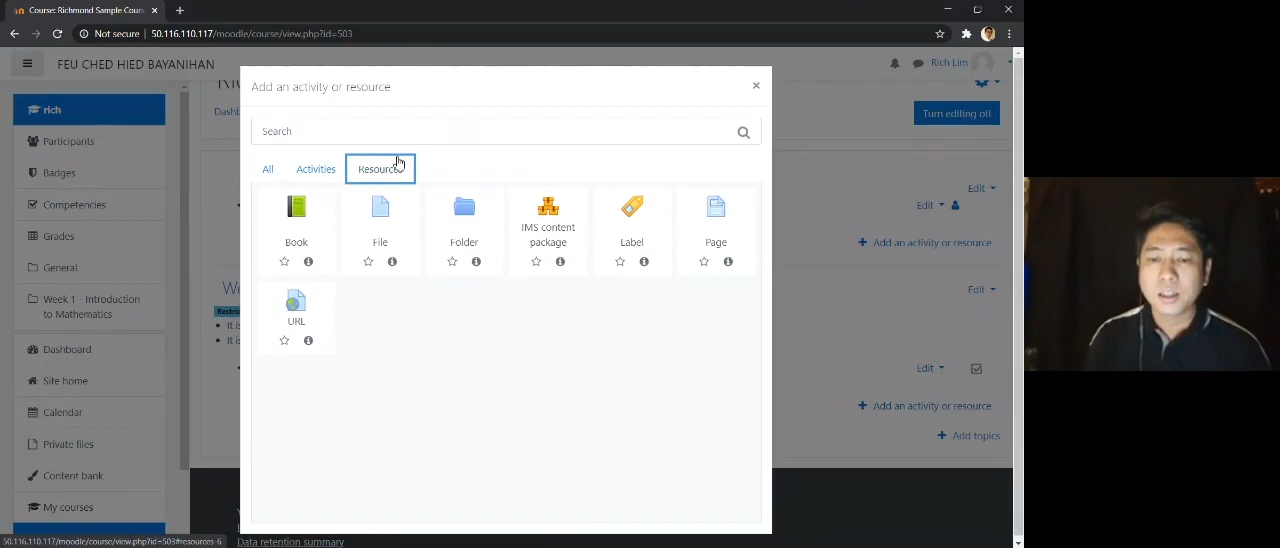 Course: Richmond Sample Cours
Not secure
50.116.110.117/moodle/course/view.php?id=503
FEU CHED HIED BAYANIHAN
Rich Lim
rich
Participants
Badges
Competencies
Grades
General
Week 1 - Introduction
to Mathematics
Dashboard
Site home
Calendar
Private files
Content bank
My courses
Turn editing off
Add an activity or resource
Search
All
Activities
Book
File
Folder
IMS content
package
Label
Page
URL
Edit
Edit
Add an activity or resource
Edit
Edit
Add an activity or resource
Add topics
50.116.110.117/moodle/course/view.php?id=503#resources-6
Data retention summary